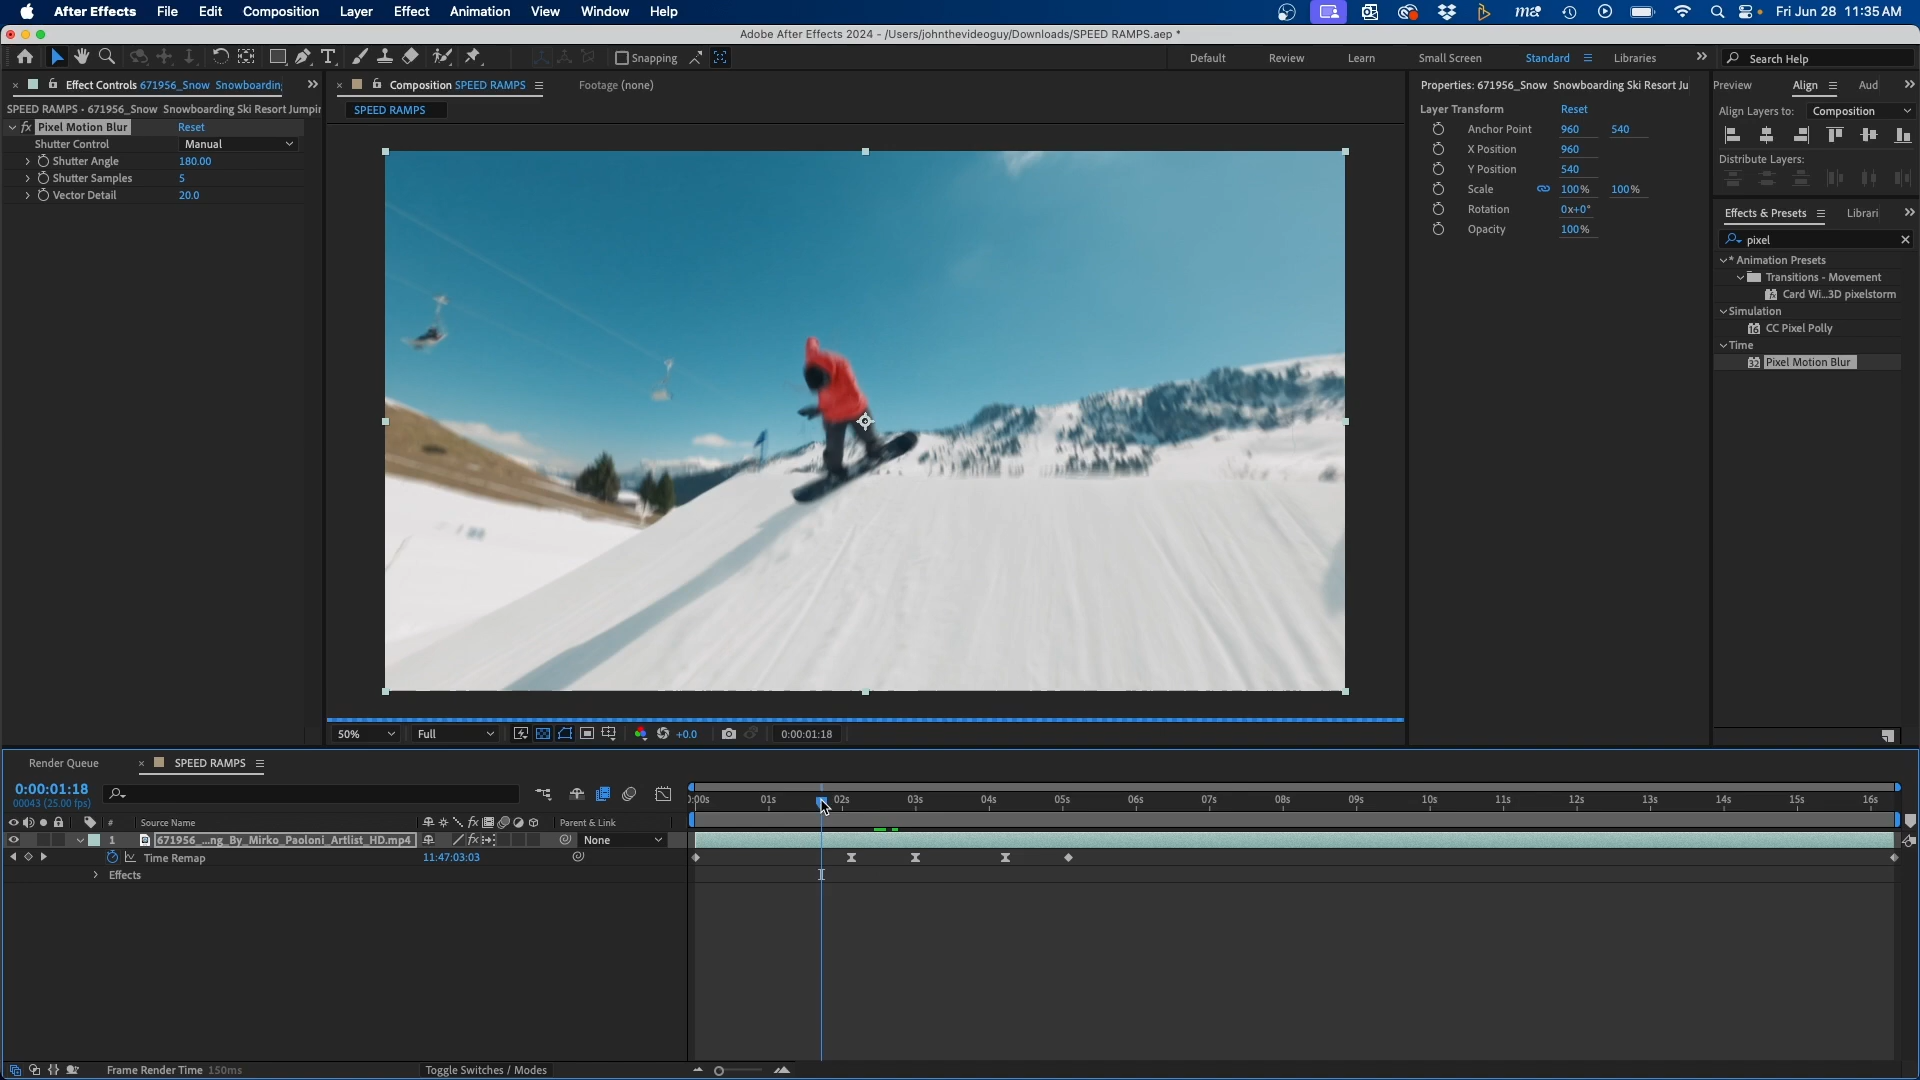 After Effects File Edit Composition Layer Effect Animation View Window Help
Fri Jun 28 11:35 AM
Adobe After Effects 2024 - /Users/johnthevideoguy/Downloads/SPEED RAMPS.aep *
Snapping
Default Review Learn Small Screen Standard Libraries
Search Help
Effect Controls 671956_Snow Snowboarding
SPEED RAMPS • 671956_Snow Snowboarding Ski Resort Jumpin
fx Pixel Motion Blur Reset
Shutter Control Manual
Shutter Angle 180.00
Shutter Samples 5
Vector Detail 20.0
Composition SPEED RAMPS
Footage (none)
SPEED RAMPS
Properties: 671956_Snow Snowboarding Ski Resort Ju
Layer Transform Reset
Anchor Point 960 540
X Position 960
Y Position 540
Scale 100% 100%
Rotation 0x+0°
Opacity 100%
Preview Align Aud
Align Layers to: Composition
Distribute Layers:
Effects & Presets Librari
pixel
* Animation Presets
Transitions - Movement
Card Wi...3D pixelstorm
Simulation
CC Pixel Polly
Time
Pixel Motion Blur
50% Full +0.0 0:00:01:18
Render Queue SPEED RAMPS
0:00:01:18
00043 (25.00 fps)
# Source Name fx Parent & Link
:00s 01s 02s 03s 04s 05s 06s 07s 08s 09s 10s 11s 12s 13s 14s 15s 16s
1 671956_...ng_By_Mirko_Paoloni_Artlist_HD.mp4 fx None
Time Remap 11:47:03:03
Effects
Frame Render Time 150ms
Toggle Switches / Modes